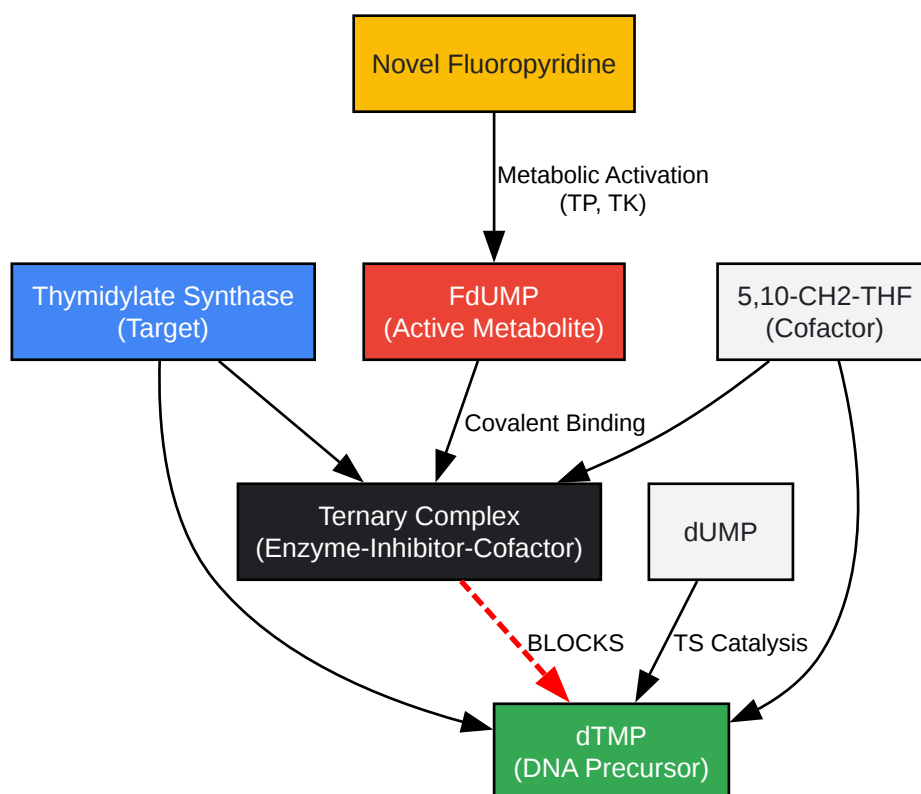 Novel Fluoropyridine
Metabolic Activation
(TP, TK)
Thymidylate Synthase
(Target)
FdUMP
(Active Metabolite)
5,10-CH2-THF
(Cofactor)
Covalent Binding
Ternary Complex
(Enzyme-Inhibitor-Cofactor)
dUMP
BLOCKS
TS Catalysis
dTMP
(DNA Precursor)